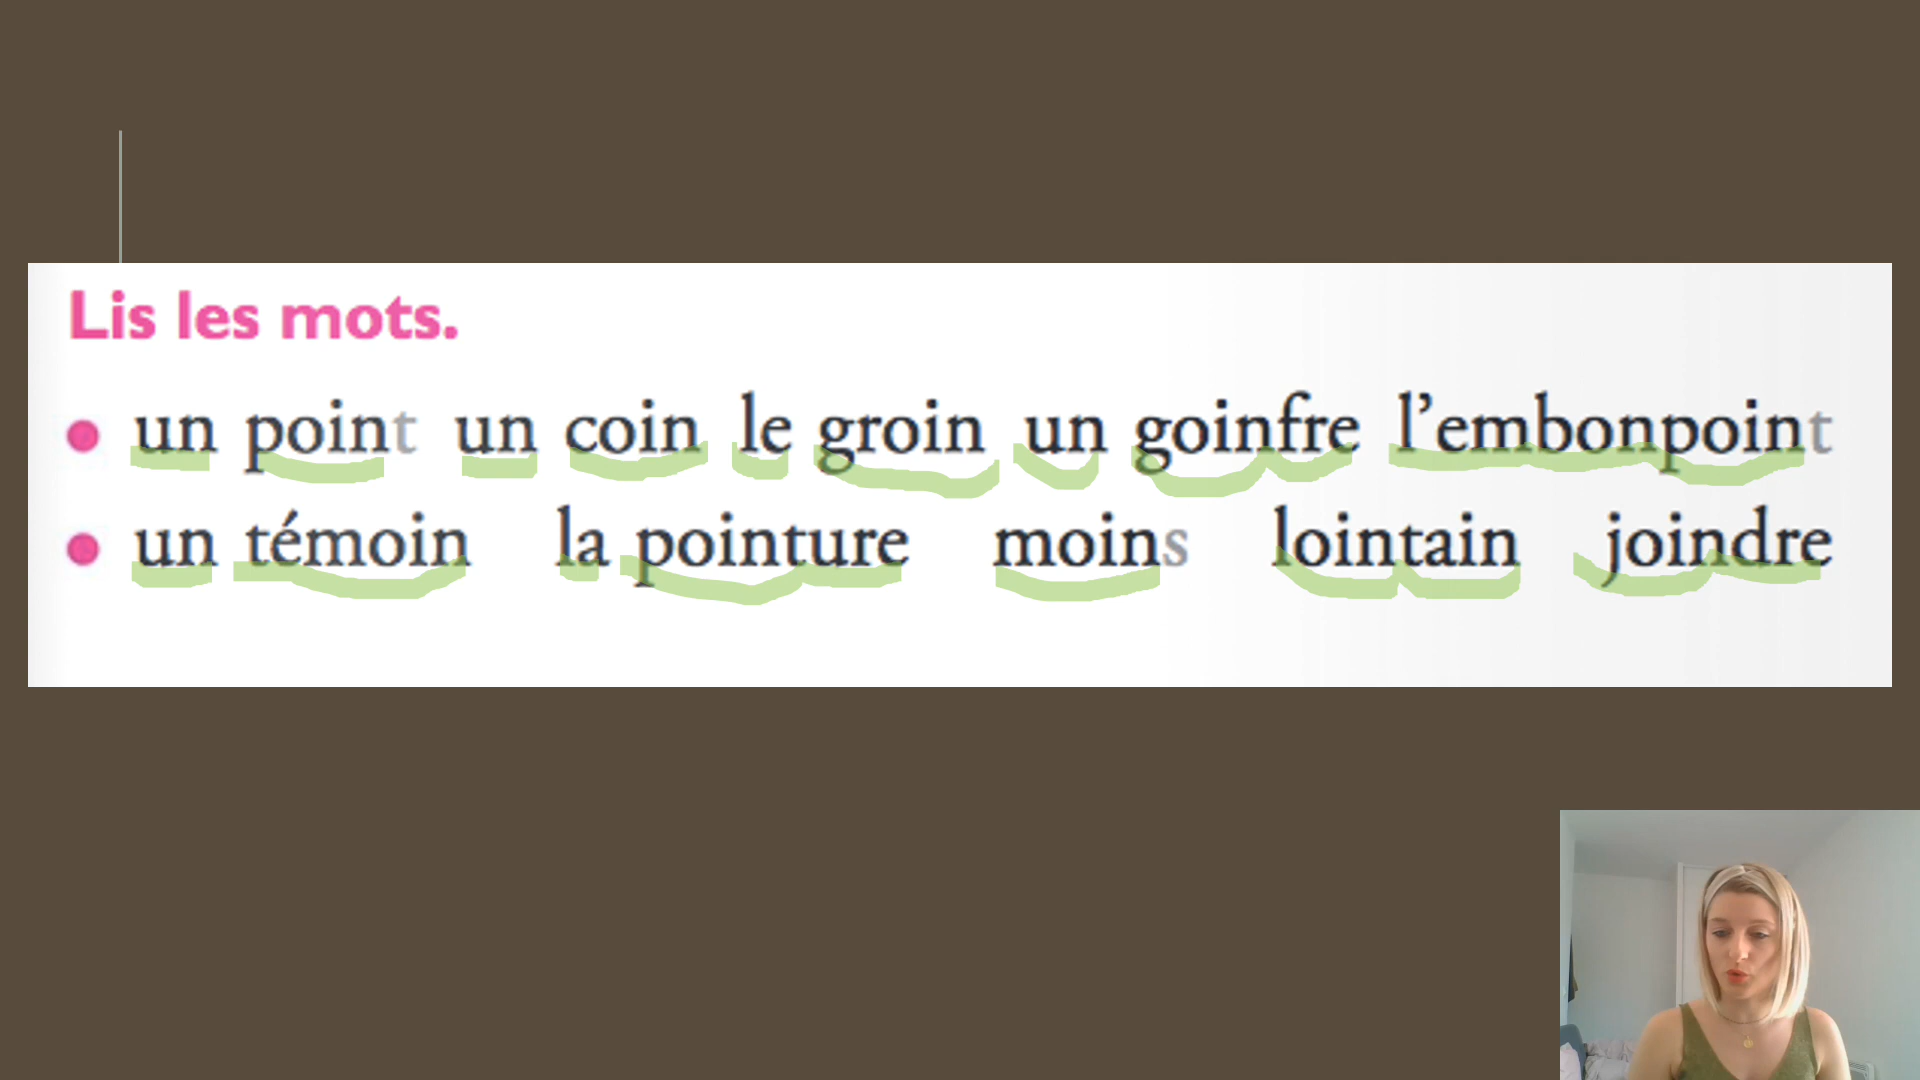 Lis les mots.
un point un coin le groin un goinfre l’embonpoint
un témoin la pointure moins lointain joindre